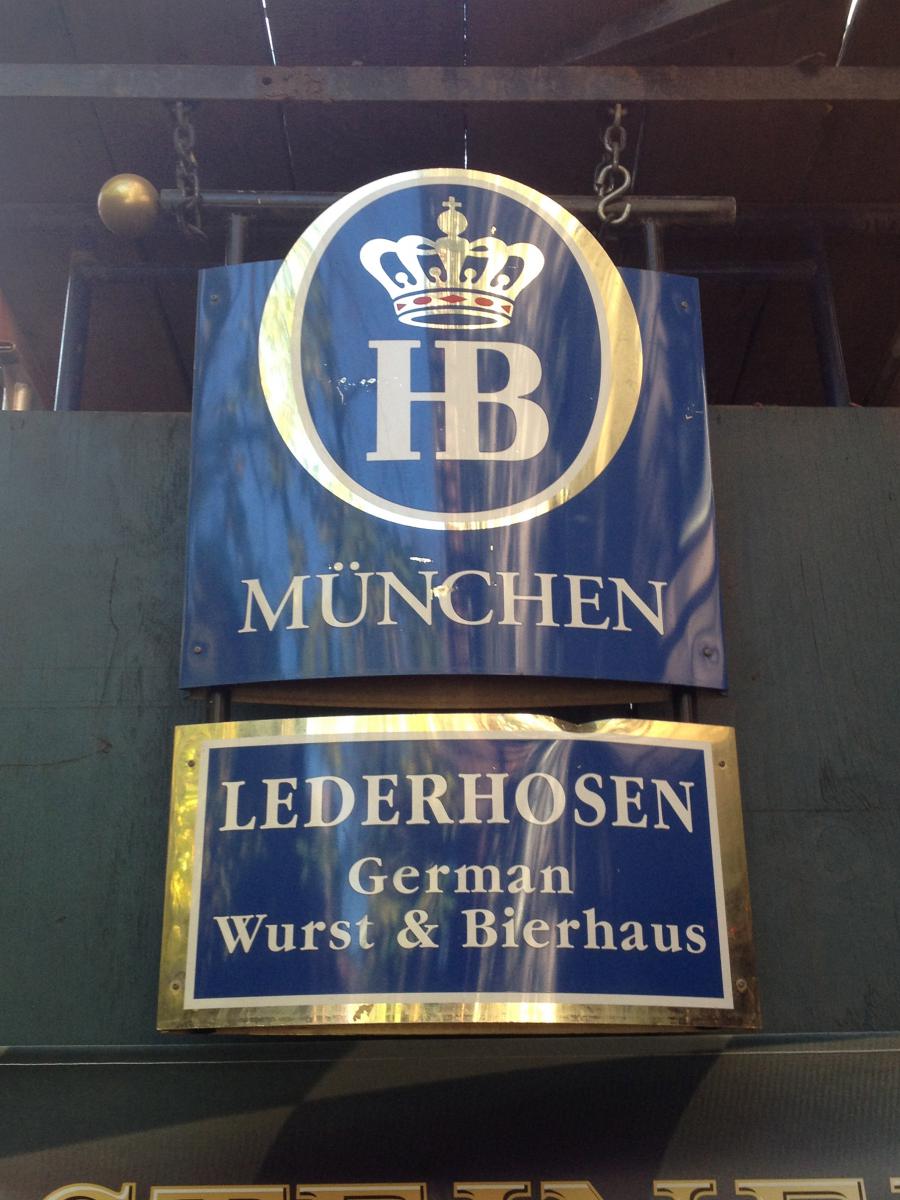 HB
MÜNCHEN
LEDERHOSEN
German
Wurst & Bierhaus